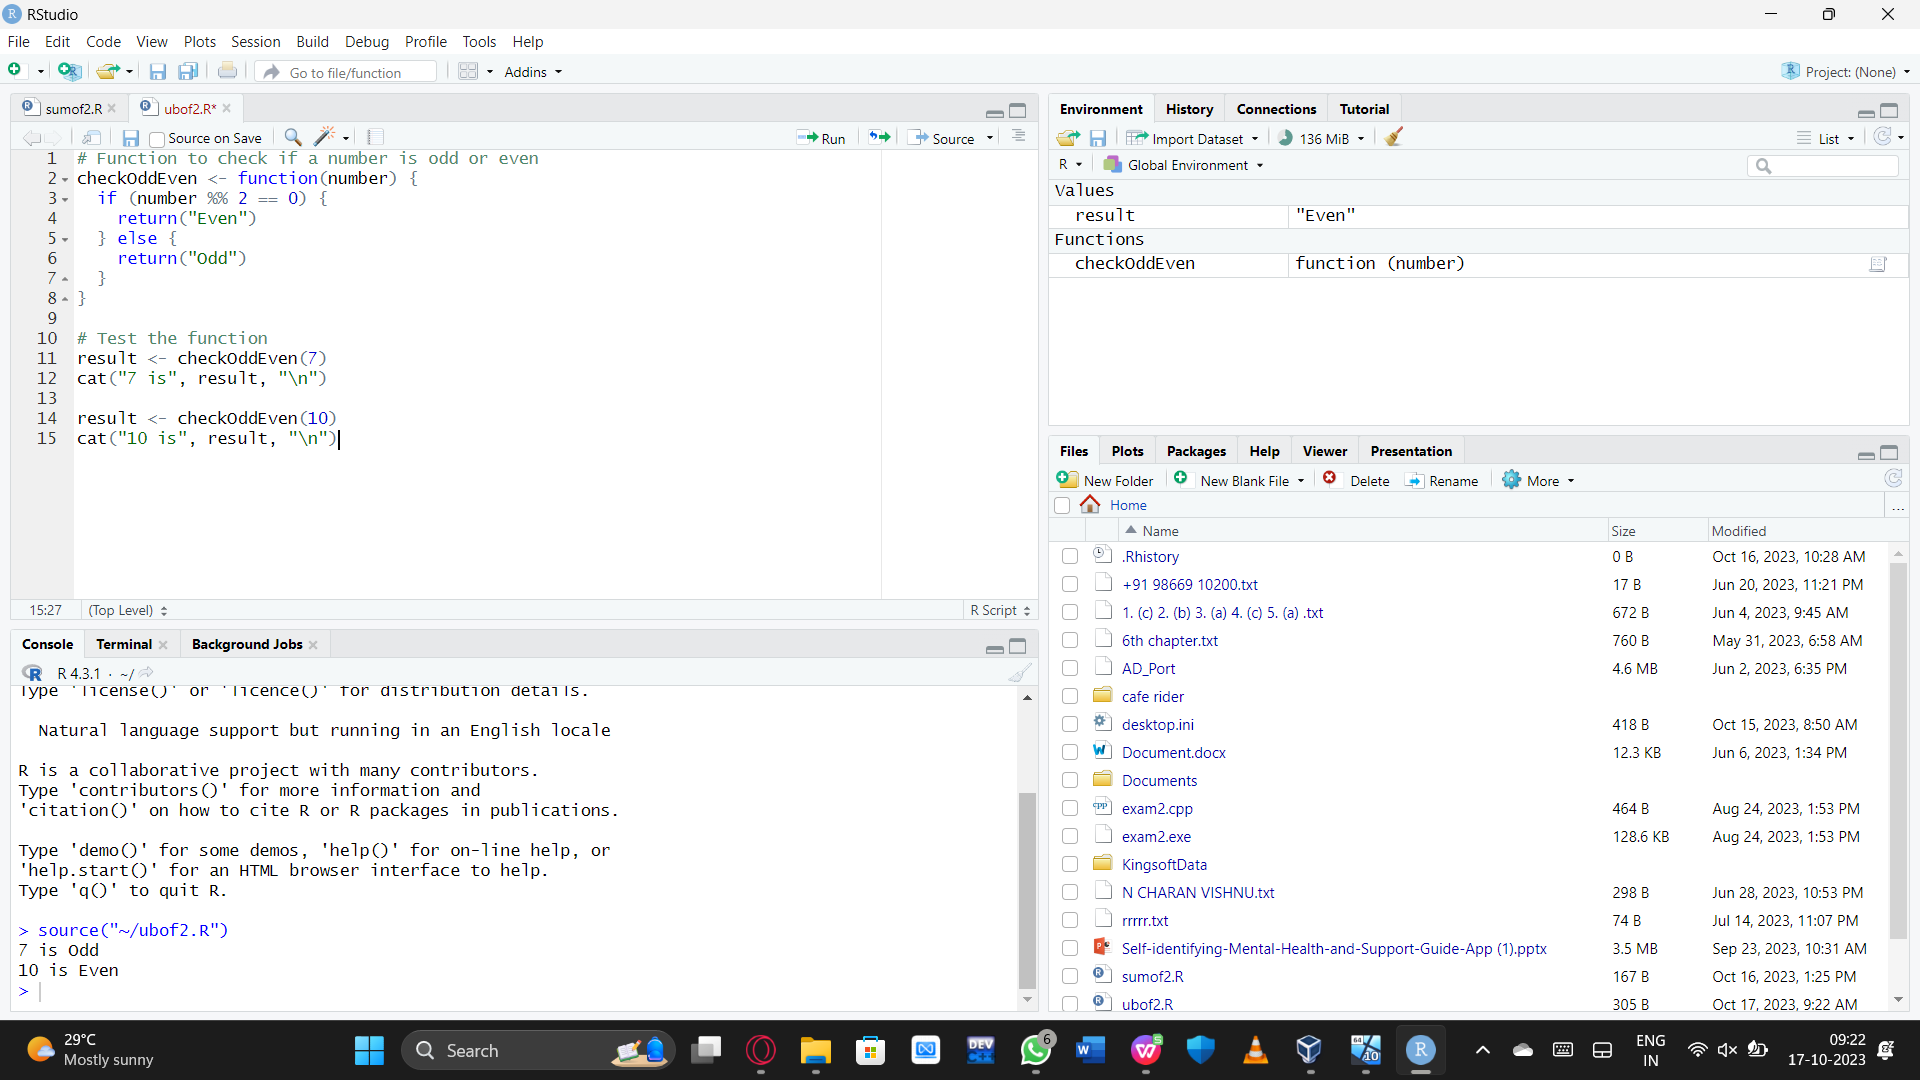 RStudio
File Edit Code View Plots Session Build Debug Profile Tools Help
Go to file/function Addins Project: (None)
sumof2.R ubof2.R*
Source on Save Run Source
1 # Function to check if a number is odd or even
2 checkOddEven <- function(number) {
3 if (number %% 2 == 0) {
4 return("Even")
5 } else {
6 return("Odd")
7 }
8 }
9
10 # Test the function
11 result <- checkOddEven(7)
12 cat("7 is", result, "\n")
13
14 result <- checkOddEven(10)
15 cat("10 is", result, "\n")
15:27 (Top Level) R Script
Console Terminal Background Jobs
R 4.3.1 · ~/
Type 'license()' or 'licence()' for distribution details.
Natural language support but running in an English locale
R is a collaborative project with many contributors.
Type 'contributors()' for more information and
'citation()' on how to cite R or R packages in publications.
Type 'demo()' for some demos, 'help()' for on-line help, or
'help.start()' for an HTML browser interface to help.
Type 'q()' to quit R.
> source("~/ubof2.R")
7 is Odd
10 is Even
>
Environment History Connections Tutorial
Import Dataset 136 MiB List
R Global Environment
Values
result "Even"
Functions
checkOddEven function (number)
Files Plots Packages Help Viewer Presentation
New Folder New Blank File Delete Rename More
Home ...
Name Size Modified
.Rhistory 0 B Oct 16, 2023, 10:28 AM
+91 98669 10200.txt 17 B Jun 20, 2023, 11:21 PM
1. (c) 2. (b) 3. (a) 4. (c) 5. (a) .txt 672 B Jun 4, 2023, 9:45 AM
6th chapter.txt 760 B May 31, 2023, 6:58 AM
AD_Port 4.6 MB Jun 2, 2023, 6:35 PM
cafe rider
desktop.ini 418 B Oct 15, 2023, 8:50 AM
Document.docx 12.3 KB Jun 6, 2023, 1:34 PM
Documents
exam2.cpp 464 B Aug 24, 2023, 1:53 PM
exam2.exe 128.6 KB Aug 24, 2023, 1:53 PM
KingsoftData
N CHARAN VISHNU.txt 298 B Jun 28, 2023, 10:53 PM
rrrrr.txt 74 B Jul 14, 2023, 11:07 PM
Self-identifying-Mental-Health-and-Support-Guide-App (1).pptx 3.5 MB Sep 23, 2023, 10:31 AM
sumof2.R 167 B Oct 16, 2023, 1:25 PM
ubof2.R 305 B Oct 17, 2023, 9:22 AM
29°C
Mostly sunny
Search
DEV
C++
6
64
10
R
ENG
IN
09:22
17-10-2023